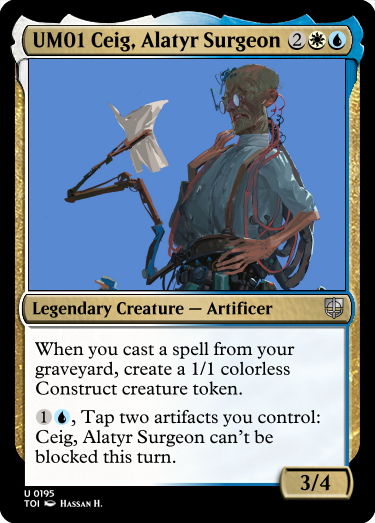 UM01 Ceig, Alatyr Surgeon 2
Legendary Creature — Artificer
When you cast a spell from your
graveyard, create a 1/1 colorless
Construct creature token.
1, Tap two artifacts you control:
Ceig, Alatyr Surgeon can't be
blocked this turn.
3/4
U 0195
TOI HASSAN H.